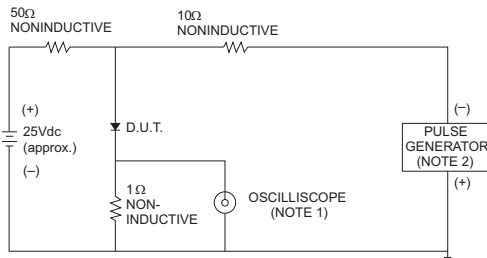 50Ω
NONINDUCTIVE
10Ω
NONINDUCTIVE
(+)
25Vdc
(approx.)
(–)
D.U.T.
1Ω
NON-
INDUCTIVE
OSCILLISCOPE
(NOTE 1)
(–)
PULSE
GENERATOR
(NOTE 2)
(+)